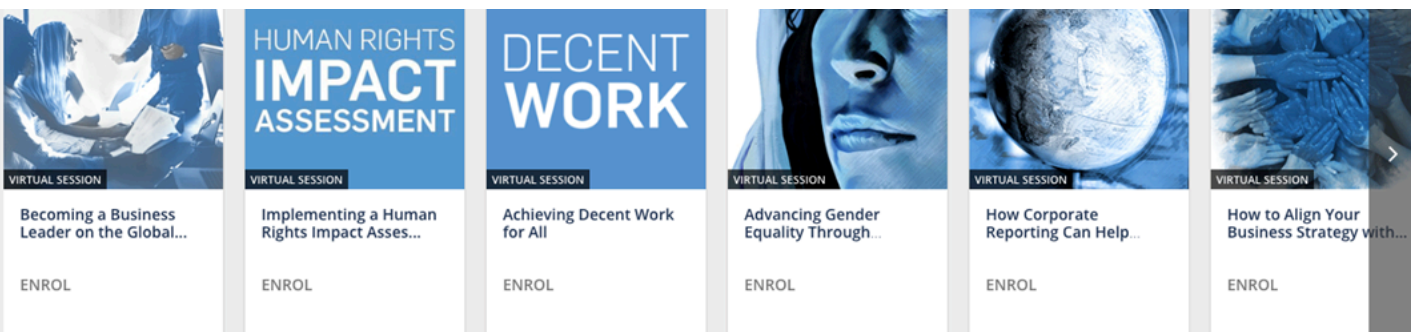 HUMAN RIGHTS
IMPACT
ASSESSMENT
DECENT
WORK
VIRTUAL SESSION
VIRTUAL SESSION
VIRTUAL SESSION
VIRTUAL SESSION
VIRTUAL SESSION
VIRTUAL SESSION
Becoming a Business
Leader on the Global...
Implementing a Human
Rights Impact Asses...
Achieving Decent Work
for All
Advancing Gender
Equality Through...
How Corporate
Reporting Can Help...
How to Align Your
Business Strategy with...
ENROL
ENROL
ENROL
ENROL
ENROL
ENROL